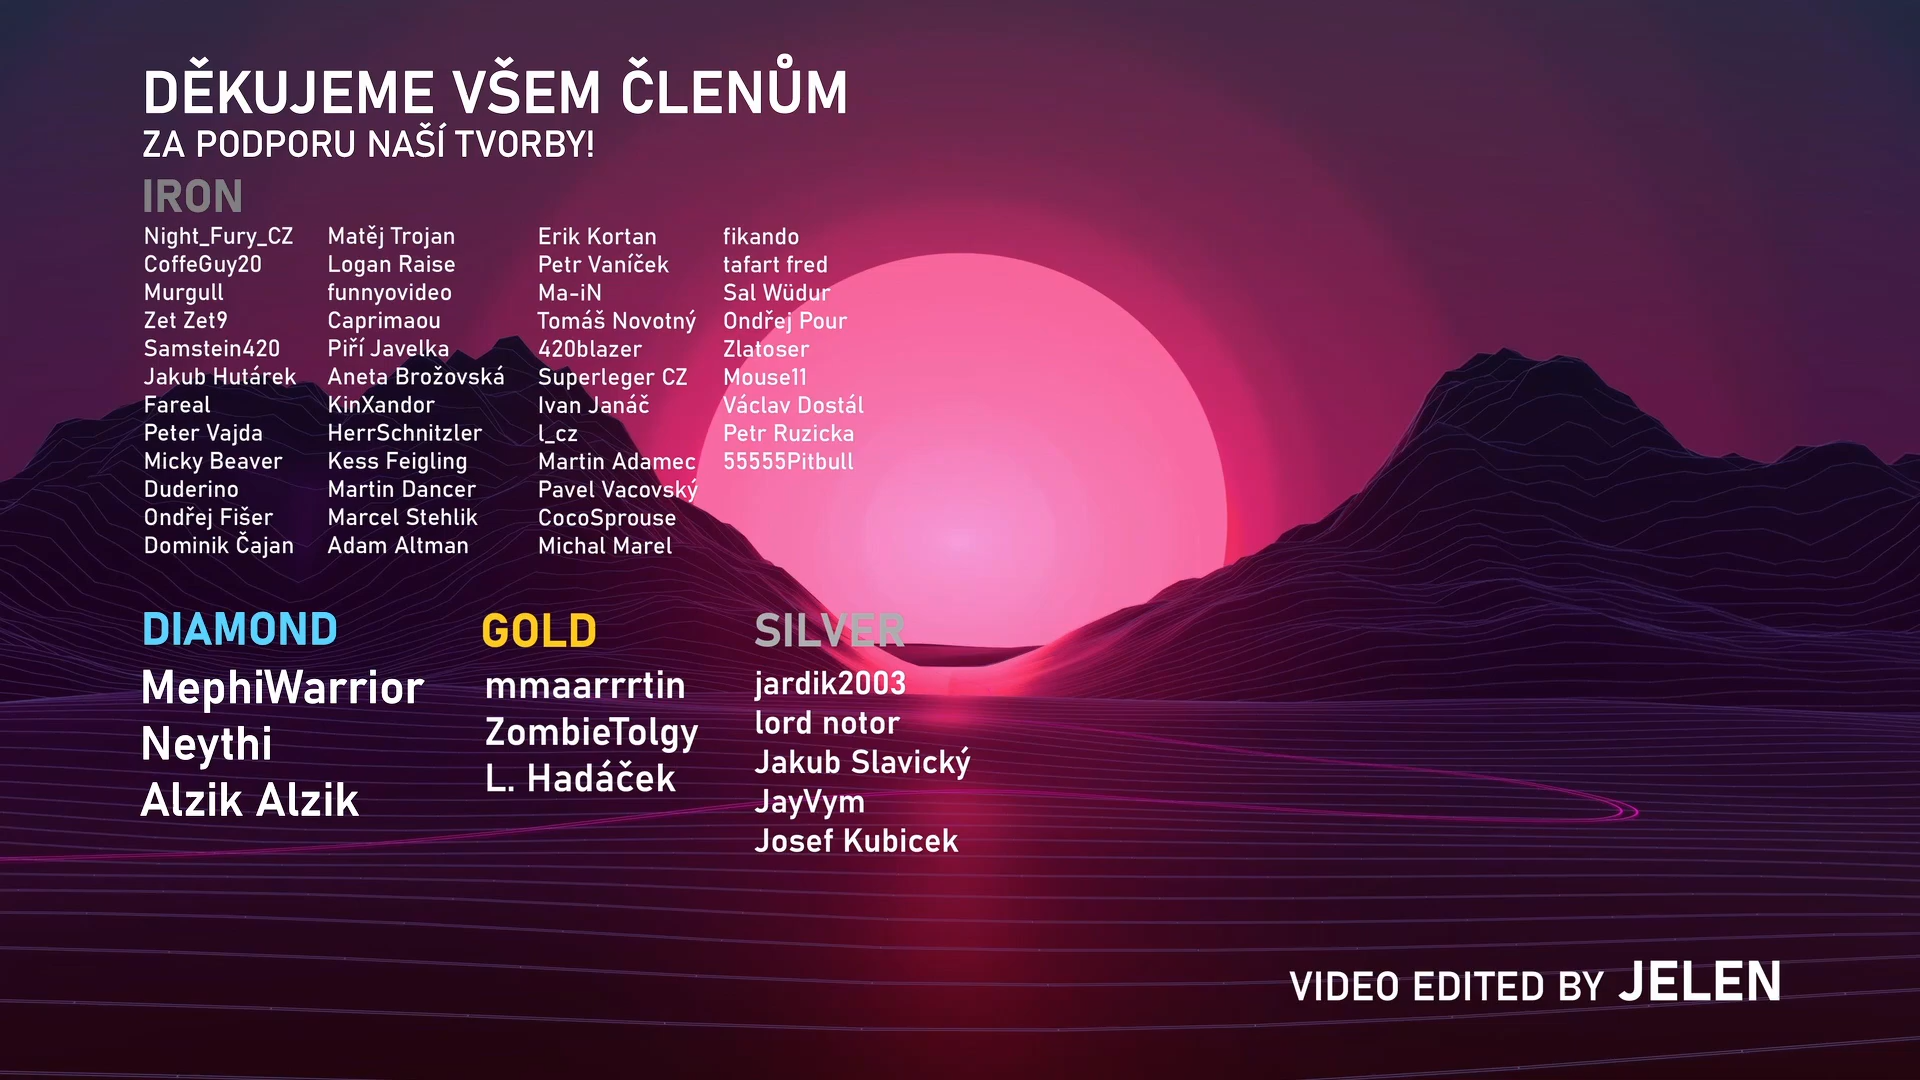 DĚKUJEME VŠEM ČLENŮM
ZA PODPORU NAŠÍ TVORBY!
IRON
Night_Fury_CZ
CoffeGuy20
Murgull
Zet Zet9
Samstein420
Jakub Hutárek
Fareal
Peter Vajda
Micky Beaver
Duderino
Ondřej Fišer
Dominik Čajan
Matěj Trojan
Logan Raise
funnyovideo
Caprimaou
Piří Javelka
Aneta Brožovská
KinXandor
HerrSchnitzler
Kess Feigling
Martin Dancer
Marcel Stehlik
Adam Altman
Erik Kortan
Petr Vaníček
Ma-iN
Tomáš Novotný
420blazer
Superleger CZ
Ivan Janáč
l_cz
Martin Adamec
Pavel Vacovský
CocoSprouse
Michal Marel
fikando
tafart fred
Sal Wüdur
Ondřej Pour
Zlatoser
Mouse11
Václav Dostál
Petr Ruzicka
55555Pitbull
DIAMOND
MephiWarrior
Neythi
Alzik Alzik
GOLD
mmaarrrtin
ZombieTolgy
L. Hadáček
SILVER
jardik2003
lord notor
Jakub Slavický
JayVym
Josef Kubicek
VIDEO EDITED BY JELEN